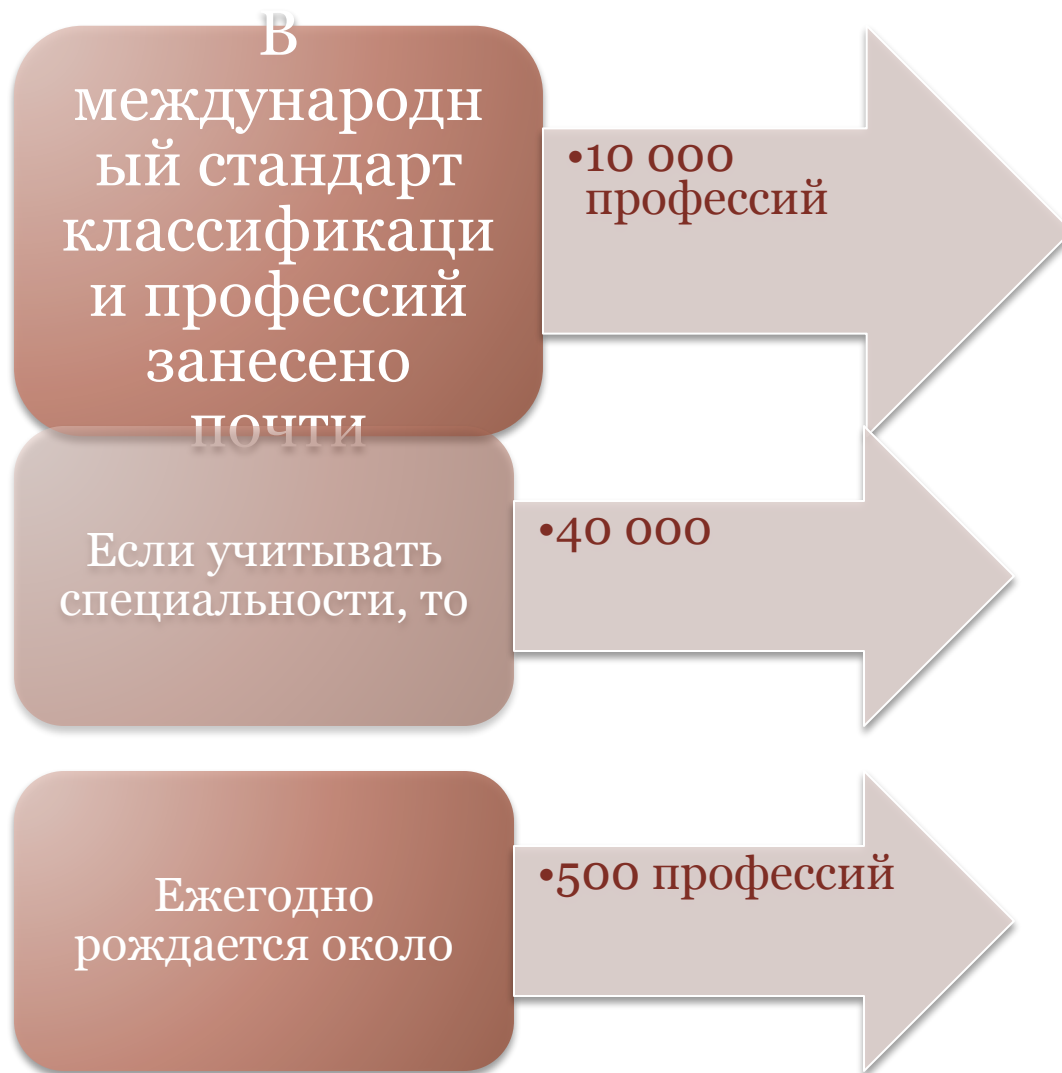 В
международн
ый стандарт
классификаци
и профессий
занесено
почти
•10 000
профессий
Если учитывать
специальности, то
•40 000
Ежегодно
рождается около
•500 профессий